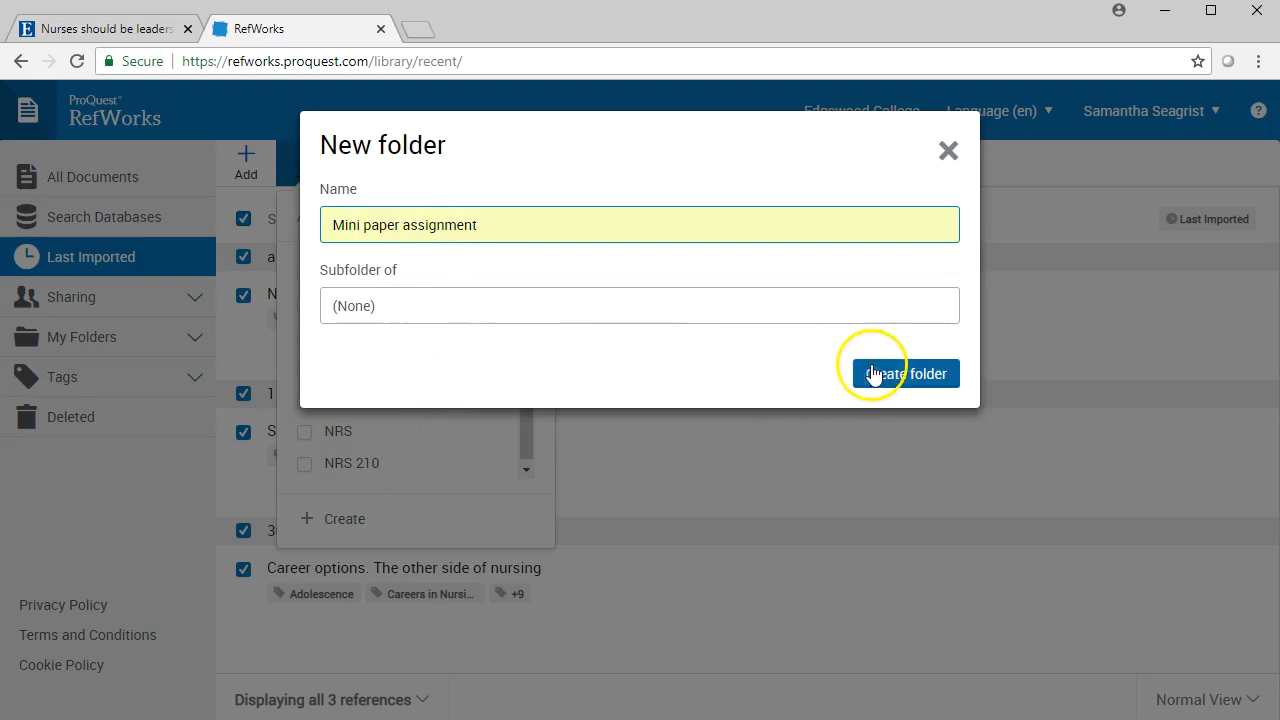 Nurses should be leaders
RefWorks
Secure
https://refworks.proquest.com/library/recent/
ProQuest
RefWorks
Edgewood College
Language (en)
Samantha Seagrist
?
All Documents
Search Databases
Last Imported
Sharing
My Folders
Tags
Deleted
Privacy Policy
Terms and Conditions
Cookie Policy
Add
Last Imported
New folder
Name
Mini paper assignment
Subfolder of
(None)
Create folder
NRS
NRS 210
Create
Career options. The other side of nursing
Adolescence
Careers in Nursi...
+9
Displaying all 3 references
Normal View